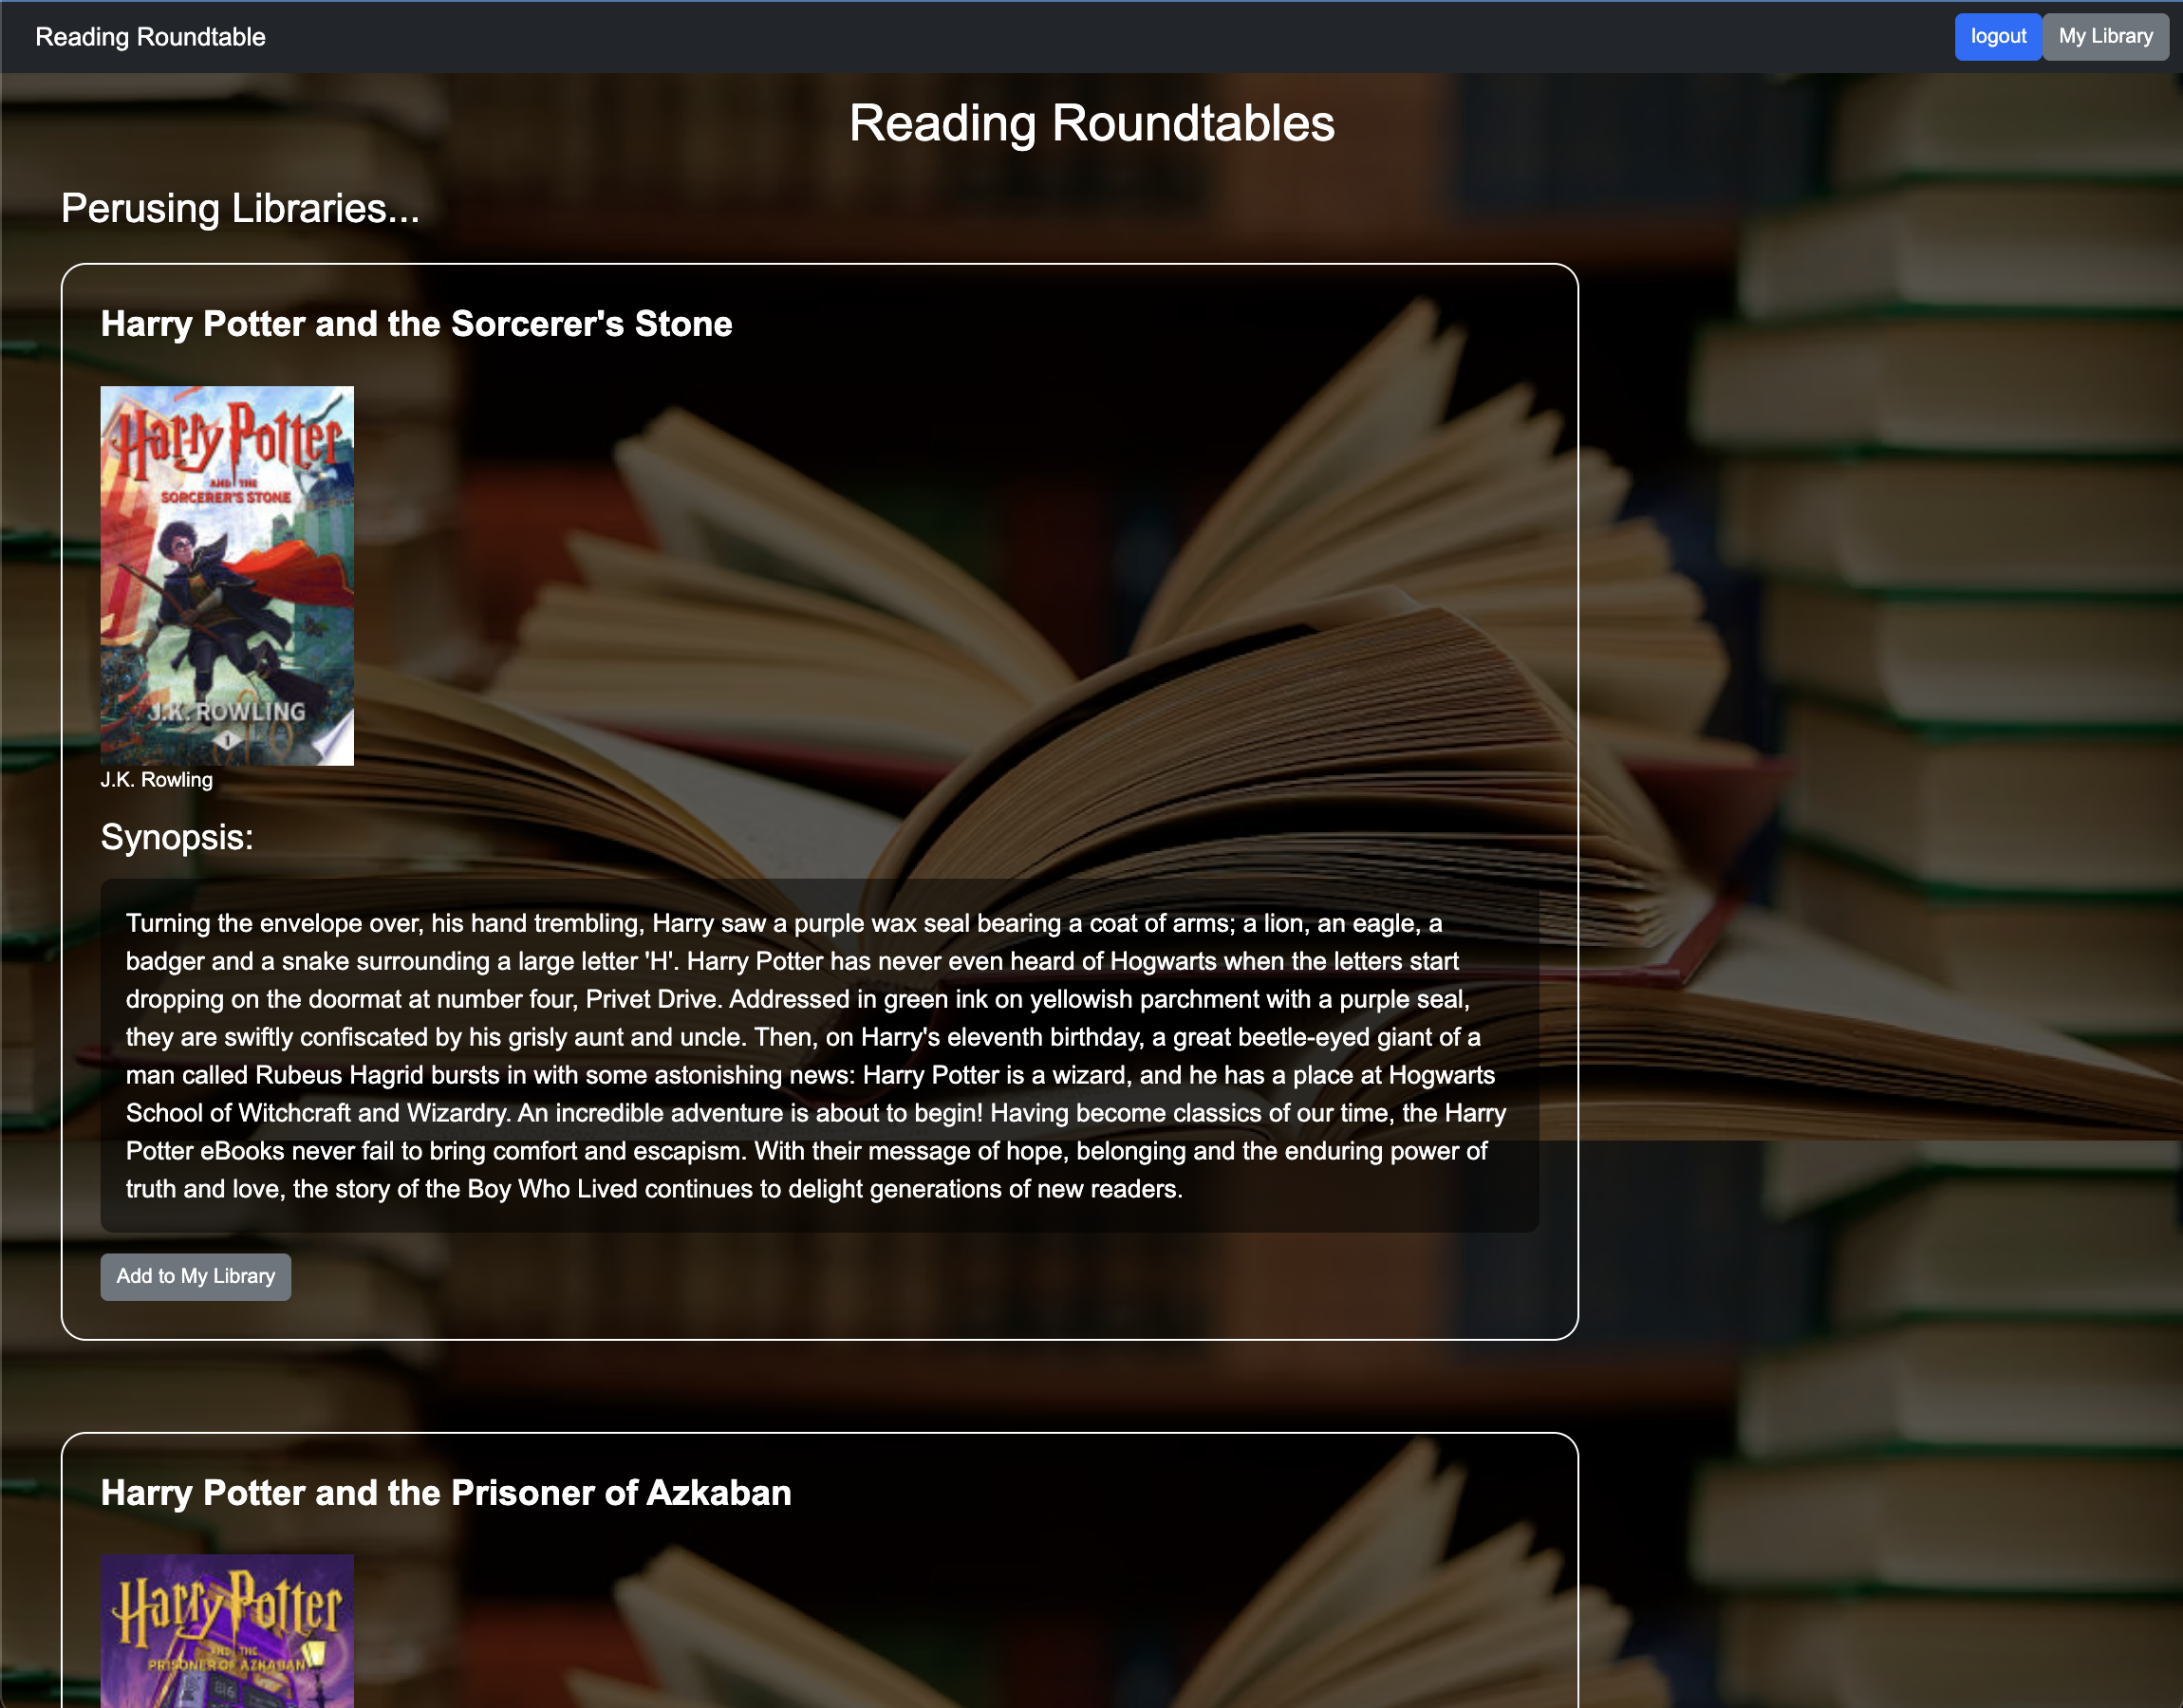 Reading Roundtable
logout
My Library
Reading Roundtables
Perusing Libraries...
Harry Potter and the Sorcerer's Stone
Harry Potter
AND THE
SORCERER'S STONE
J.K. ROWLING
1
J.K. Rowling
Synopsis:
Turning the envelope over, his hand trembling, Harry saw a purple wax seal bearing a coat of arms; a lion, an eagle, a
badger and a snake surrounding a large letter 'H'. Harry Potter has never even heard of Hogwarts when the letters start
dropping on the doormat at number four, Privet Drive. Addressed in green ink on yellowish parchment with a purple seal,
they are swiftly confiscated by his grisly aunt and uncle. Then, on Harry's eleventh birthday, a great beetle-eyed giant of a
man called Rubeus Hagrid bursts in with some astonishing news: Harry Potter is a wizard, and he has a place at Hogwarts
School of Witchcraft and Wizardry. An incredible adventure is about to begin! Having become classics of our time, the Harry
Potter eBooks never fail to bring comfort and escapism. With their message of hope, belonging and the enduring power of
truth and love, the story of the Boy Who Lived continues to delight generations of new readers.
Add to My Library
Harry Potter and the Prisoner of Azkaban
Harry Potter
AND THE
PRISONER OF AZKABAN